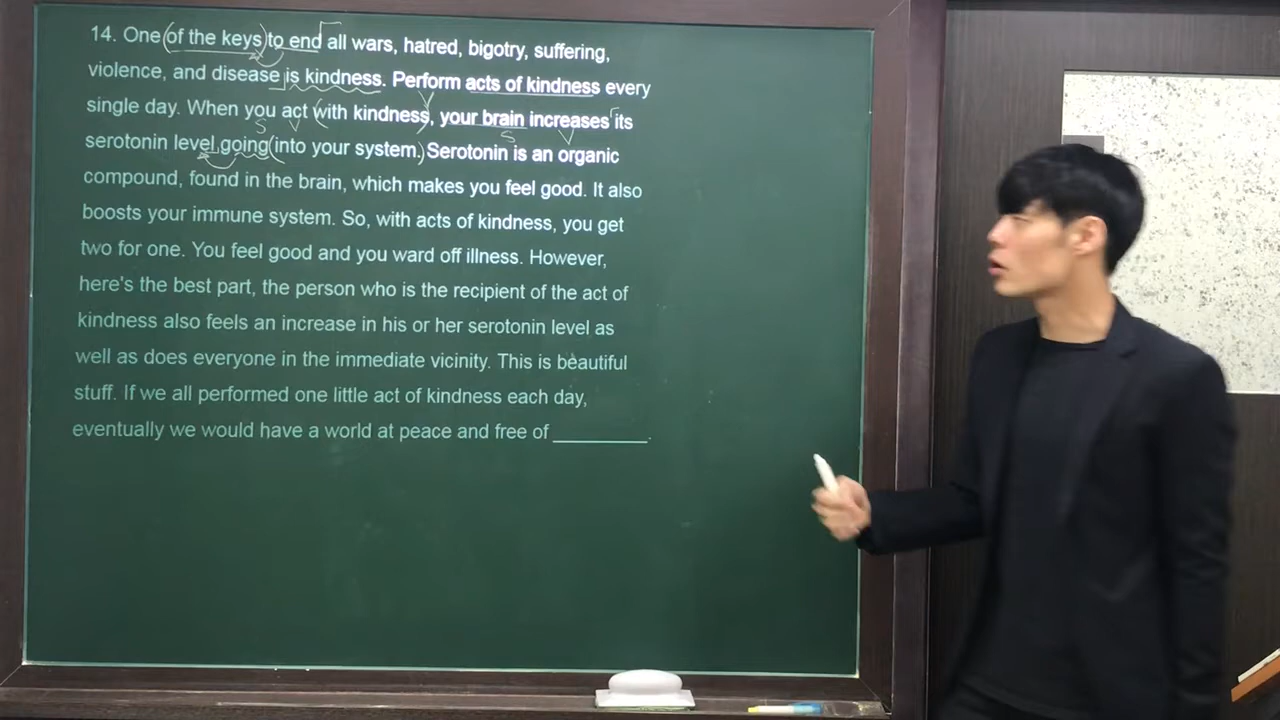 14. One of the keys to end all wars, hatred, bigotry, suffering,
violence, and disease is kindness. Perform acts of kindness every
single day. When you act with kindness, your brain increases its
S V S V
serotonin level going into your system. Serotonin is an organic
compound, found in the brain, which makes you feel good. It also
boosts your immune system. So, with acts of kindness, you get
two for one. You feel good and you ward off illness. However,
here's the best part, the person who is the recipient of the act of
kindness also feels an increase in his or her serotonin level as
well as does everyone in the immediate vicinity. This is beautiful
stuff. If we all performed one little act of kindness each day,
eventually we would have a world at peace and free of __________.